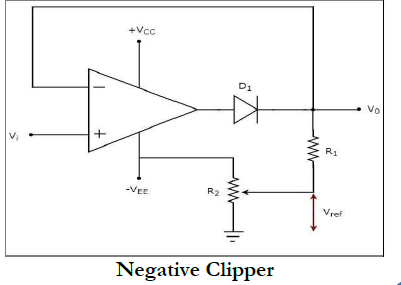 +VCC
D1
−
V0
Vi
+
R1
-VEE
R2
Vref
Negative Clipper